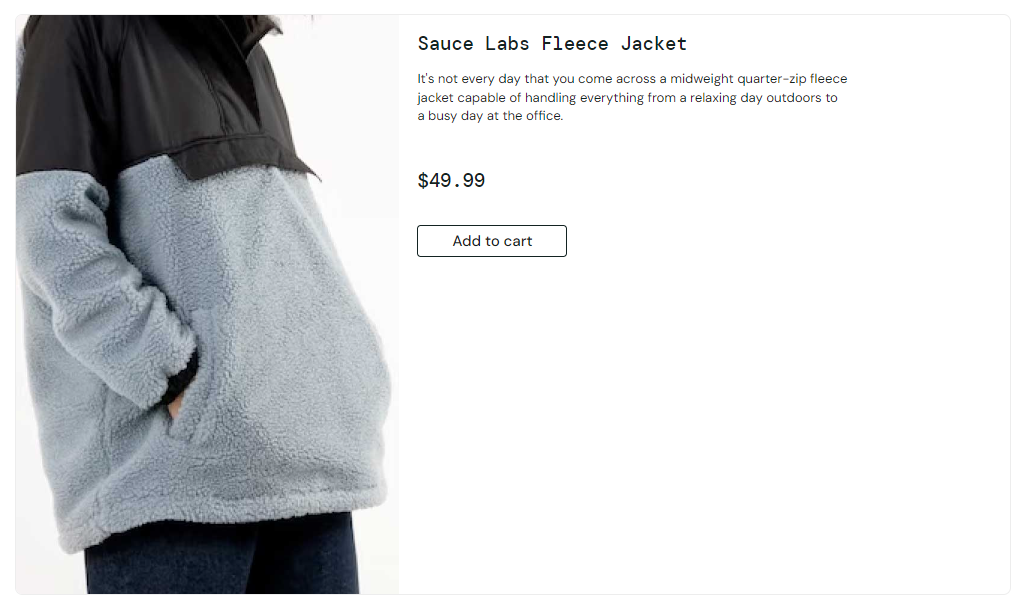 Sauce Labs Fleece Jacket
It's not every day that you come across a midweight quarter-zip fleece
jacket capable of handling everything from a relaxing day outdoors to
a busy day at the office.
$49.99
Add to cart